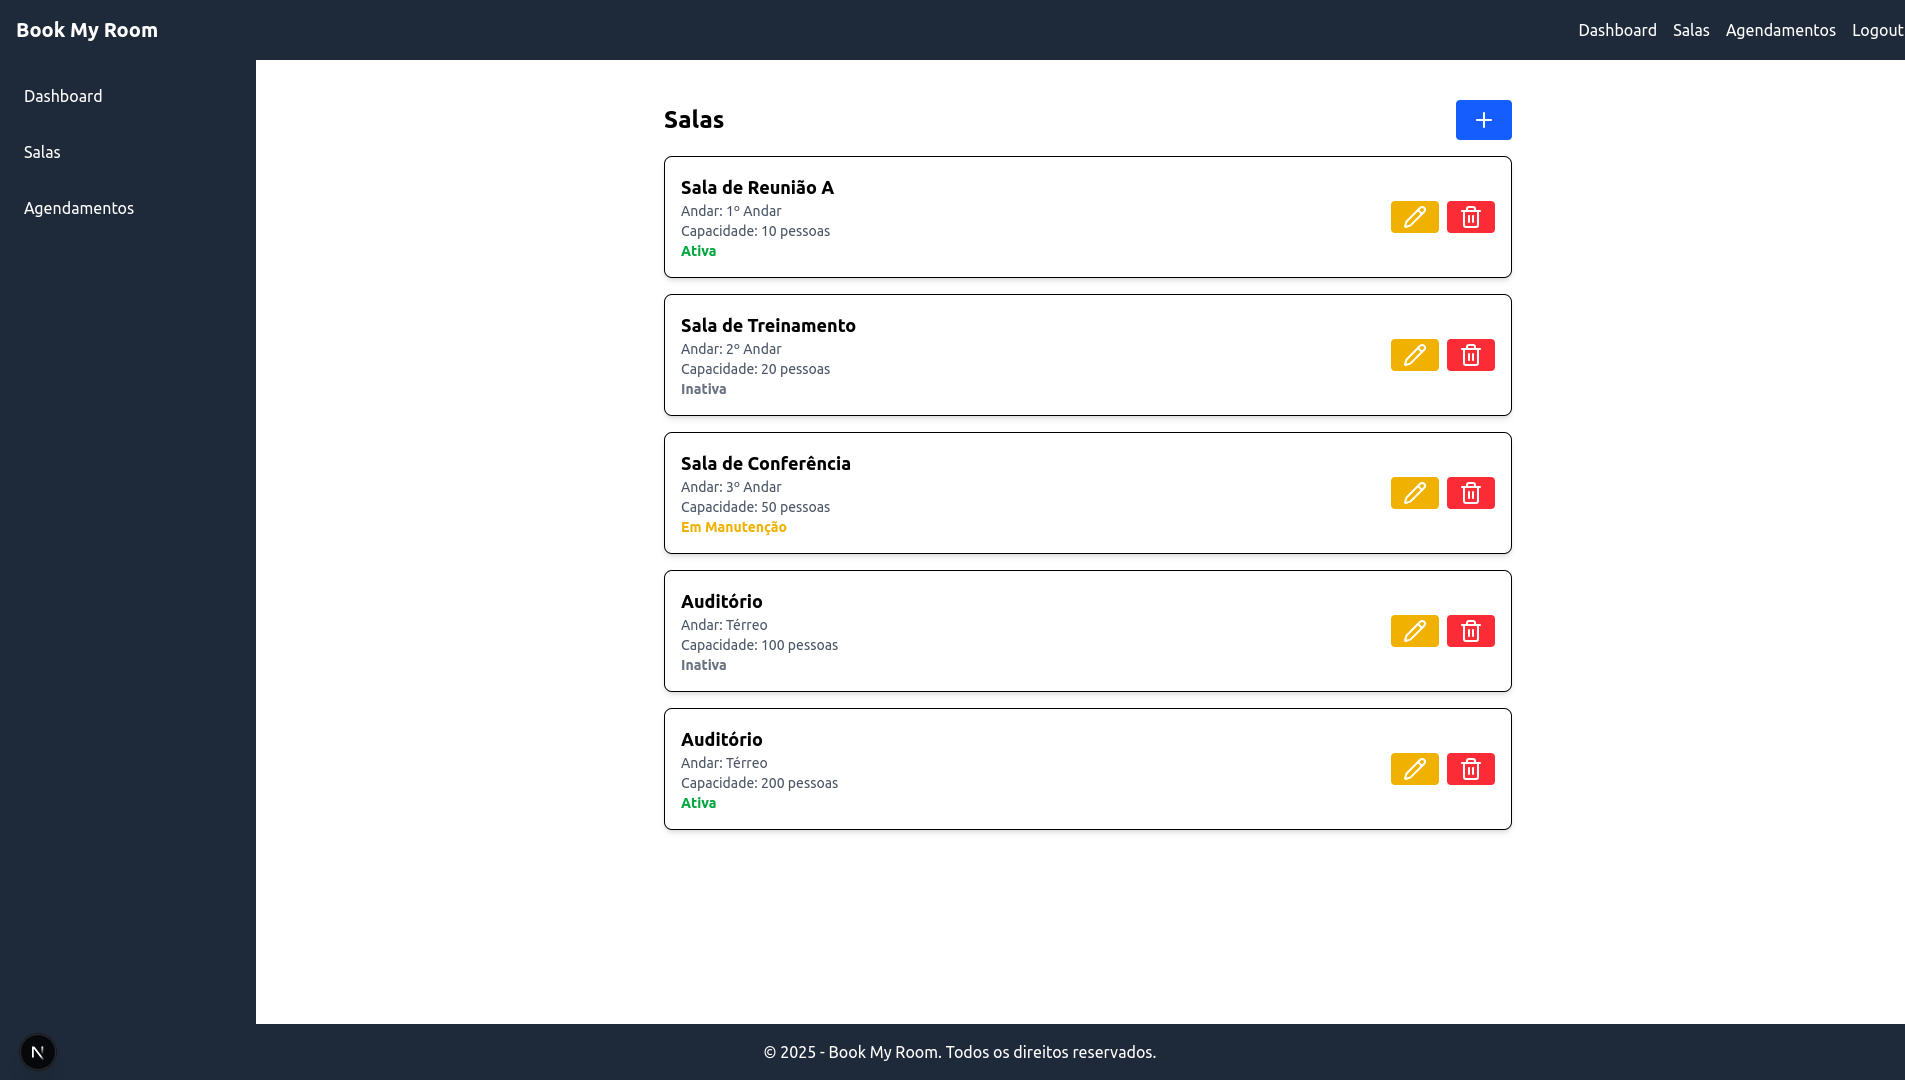 Book My Room
Dashboard Salas Agendamentos Logout
Dashboard
Salas
Agendamentos
Salas
Sala de Reunião A
Andar: 1º Andar
Capacidade: 10 pessoas
Ativa
Sala de Treinamento
Andar: 2º Andar
Capacidade: 20 pessoas
Inativa
Sala de Conferência
Andar: 3º Andar
Capacidade: 50 pessoas
Em Manutenção
Auditório
Andar: Térreo
Capacidade: 100 pessoas
Inativa
Auditório
Andar: Térreo
Capacidade: 200 pessoas
Ativa
N
© 2025 - Book My Room. Todos os direitos reservados.